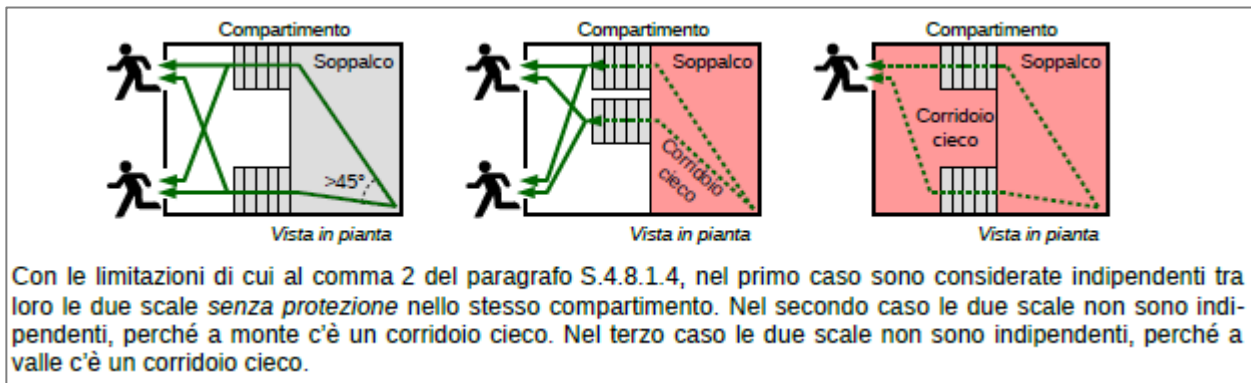 Compartimento Compartimento Compartimento
Soppalco Soppalco Soppalco
Corridoio
cieco
Corridoio
cieco
>45°
Vista in pianta Vista in pianta Vista in pianta
Con le limitazioni di cui al comma 2 del paragrafo S.4.8.1.4, nel primo caso sono considerate indipendenti tra
loro le due scale senza protezione nello stesso compartimento. Nel secondo caso le due scale non sono indi-
pendenti, perché a monte c'è un corridoio cieco. Nel terzo caso le due scale non sono indipendenti, perché a
valle c'è un corridoio cieco.